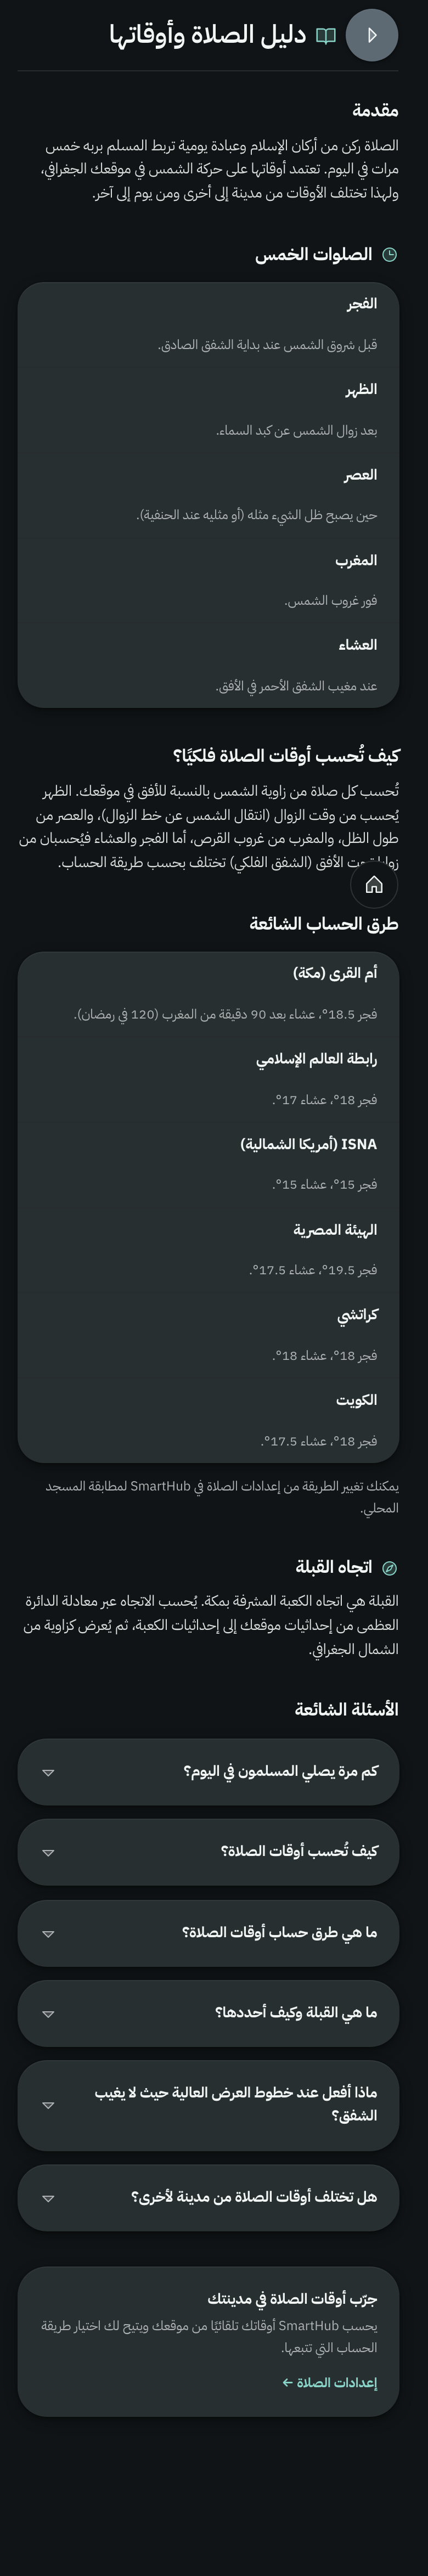 دليل الصلاة وأوقاتها
مقدمة
الصلاة ركن من أركان الإسلام وعبادة يومية تربط المسلم بربه خمس
مرات في اليوم. تعتمد أوقاتها على حركة الشمس في موقعك الجغرافي،
ولهذا تختلف الأوقات من مدينة إلى أخرى ومن يوم إلى آخر.
الصلوات الخمس
الفجر
قبل شروق الشمس عند بداية الشفق الصادق.
الظهر
بعد زوال الشمس عن كبد السماء.
العصر
حين يصبح ظل الشيء مثله (أو مثليه عند الحنفية).
المغرب
فور غروب الشمس.
العشاء
عند مغيب الشفق الأحمر في الأفق.
كيف تُحسب أوقات الصلاة فلكيًا؟
تُحسب كل صلاة من زاوية الشمس بالنسبة للأفق في موقعك. الظهر
يُحسب من وقت الزوال (انتقال الشمس عن خط الزوال)، والعصر من
طول الظل، والمغرب من غروب القرص، أما الفجر والعشاء فيُحسبان من
الأفق (الشفق الفلكي) تختلف بحسب طريقة الحساب.
طرق الحساب الشائعة
أم القرى (مكة)
فجر 18.5°، عشاء بعد 90 دقيقة من المغرب (120 في رمضان).
رابطة العالم الإسلامي
فجر 18°، عشاء 17°.
ISNA (أمريكا الشمالية)
فجر 15°، عشاء 15°.
الهيئة المصرية
فجر 19.5°، عشاء 17.5°.
كراتشي
فجر 18°، عشاء 18°.
الكويت
فجر 18°، عشاء 17.5°.
يمكنك تغيير الطريقة من إعدادات الصلاة في SmartHub لمطابقة المسجد
المحلي.
اتجاه القبلة
القبلة هي اتجاه الكعبة المشرفة بمكة. يُحسب الاتجاه عبر معادلة الدائرة
العظمى من إحداثيات موقعك إلى إحداثيات الكعبة، ثم يُعرض كزاوية من
الشمال الجغرافي.
الأسئلة الشائعة
كم مرة يصلي المسلمون في اليوم؟
كيف تُحسب أوقات الصلاة؟
ما هي طرق حساب أوقات الصلاة؟
ما هي القبلة وكيف أحددها؟
ماذا أفعل عند خطوط العرض العالية حيث لا يغيب
الشفق؟
هل تختلف أوقات الصلاة من مدينة لأخرى؟
جرّب أوقات الصلاة في مدينتك
يحسب SmartHub أوقاتك تلقائيًا من موقعك ويتيح لك اختيار طريقة
الحساب التي تتبعها.
إعدادات الصلاة ←